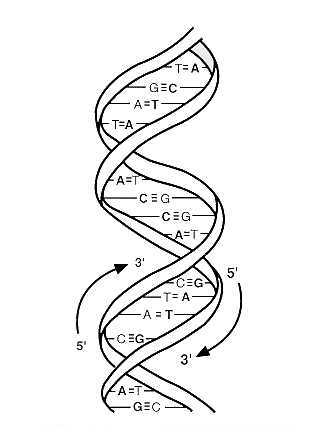 T=A
G≡C
A=T
T=A
A=T
C≡G
C≡G
A=T
3'
5'
C≡G
T=A
A=T
5'
C≡G
3'
A=T
G≡C